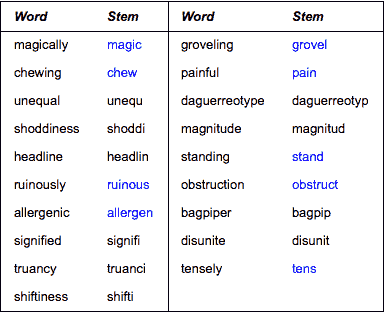 Word Stem Word Stem
magically magic groveling grovel
chewing chew painful pain
unequal unequ daguerreotype daguerreotyp
shoddiness shoddi magnitude magnitud
headline headlin standing stand
ruinously ruinous obstruction obstruct
allergenic allergen bagpiper bagpip
signified signifi disunite disunit
truancy truanci tensely tens
shiftiness shifti